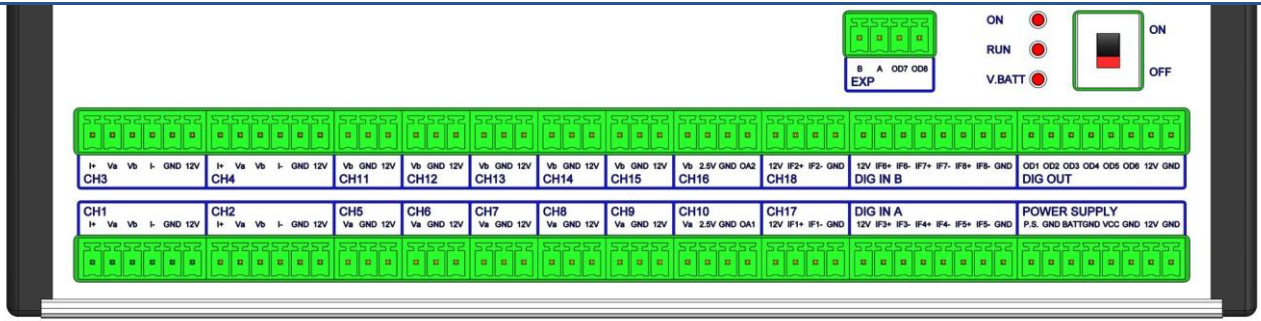 ON
RUN
V.BATT
ON
OFF
B A OD7 OD8
EXP
I+ Va Vb I- GND 12V I+ Va Vb I- GND 12V Vb GND 12V Vb GND 12V Vb GND 12V Vb GND 12V Vb GND 12V Vb 2.5V GND OA2 12V IF2+ IF2- GND 12V IF6+ IF6- IF7+ IF7- IF8+ IF8- GND OD1 OD2 OD3 OD4 OD5 OD6 12V GND
CH3 CH4 CH11 CH12 CH13 CH14 CH15 CH16 CH18 DIG IN B DIG OUT
CH1 CH2 CH5 CH6 CH7 CH8 CH9 CH10 CH17 DIG IN A POWER SUPPLY
I+ Va Vb I- GND 12V I+ Va Vb I- GND 12V Va GND 12V Va GND 12V Va GND 12V Va GND 12V Va GND 12V Va 2.5V GND OA1 12V IF1+ IF1- GND 12V IF3+ IF3- IF4+ IF4- IF5+ IF5- GND P.S. GND BATTGND VCC GND 12V GND